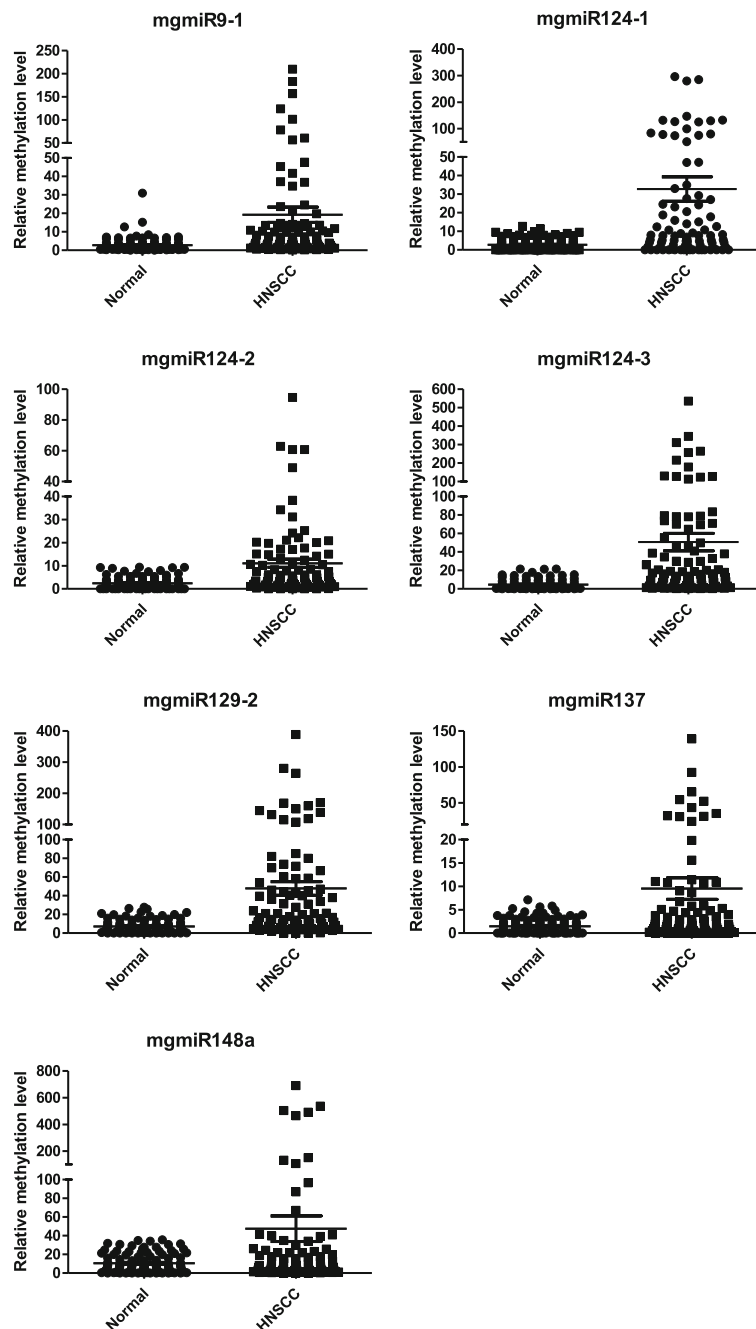 mgmiR9-1
Relative methylation level
250
200
150
100
50
50
40
30
20
10
0
Normal
HNSCC
mgmiR124-1
Relative methylation level
400
300
200
100
50
40
30
20
10
0
Normal
HNSCC
mgmiR124-2
Relative methylation level
100
80
60
40
40
30
20
10
0
Normal
HNSCC
mgmiR124-3
Relative methylation level
600
500
400
300
200
100
100
80
60
40
20
0
Normal
HNSCC
mgmiR129-2
Relative methylation level
400
300
200
100
100
80
60
40
20
0
Normal
HNSCC
mgmiR137
Relative methylation level
150
100
50
20
15
10
5
0
Normal
HNSCC
mgmiR148a
Relative methylation level
800
600
400
200
100
80
60
40
20
0
Normal
HNSCC